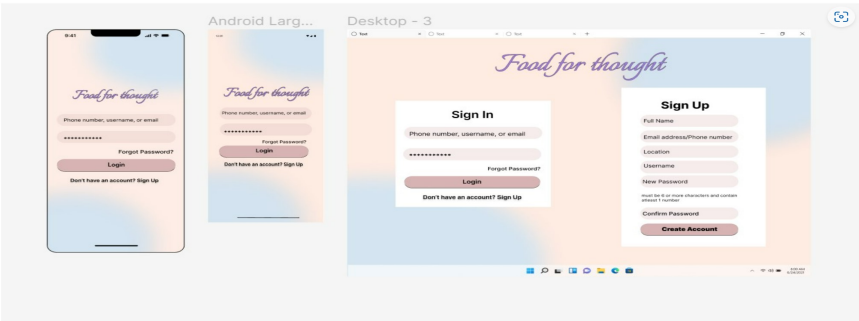 Android Larg...
Desktop - 3
9:41
Food for thought
Phone number, username, or email
***********
Forgot Password?
Login
Don't have an account? Sign Up
Food for thought
Phone number, username, or email
***********
Forgot Password?
Login
Don't have an account? Sign Up
Text
Text
Text
Food for thought
Sign In
Phone number, username, or email
***********
Forgot Password?
Login
Don't have an account? Sign Up
Sign Up
Full Name
Email address/Phone number
Location
Username
New Password
must be 6 or more characters and contain
atleast 1 number
Confirm Password
Create Account